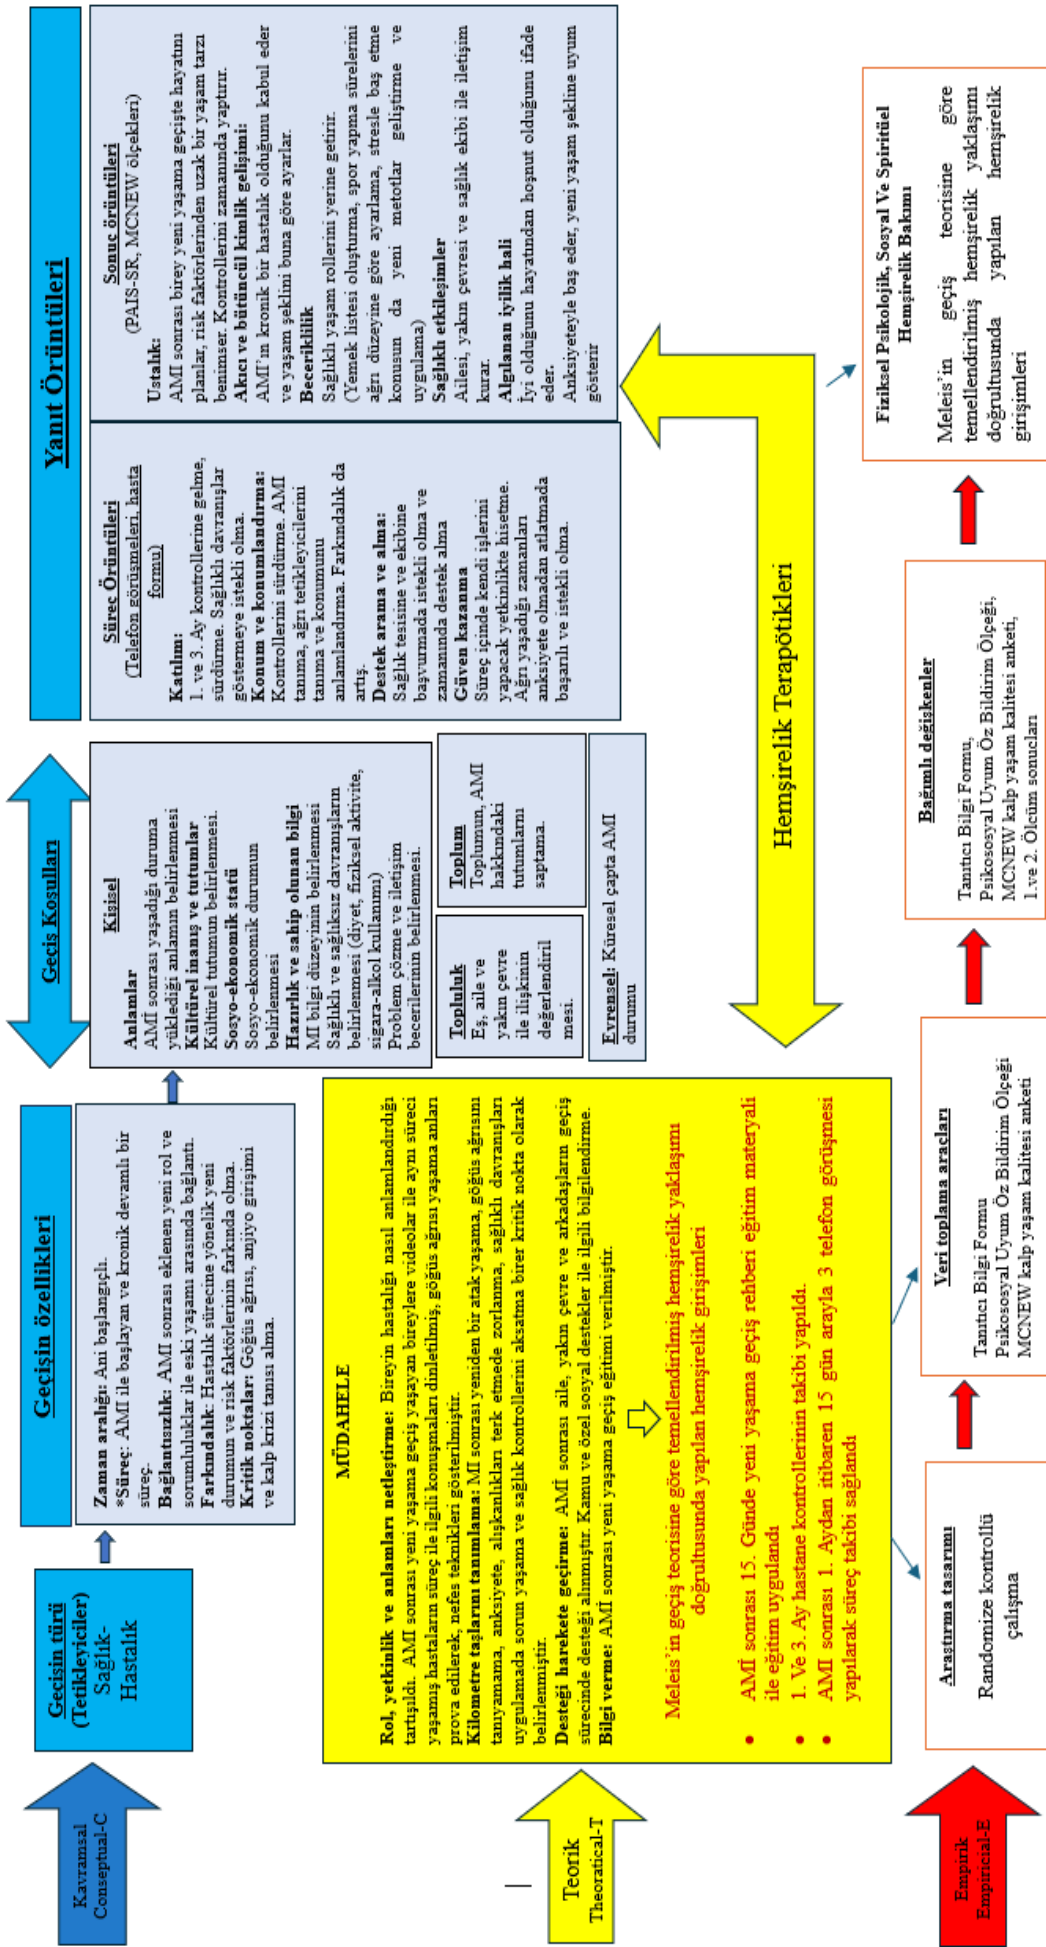 Kavramsal
Conseptual-C
Geçişin türü
(Tetikleyiciler)
Sağlık-
Hastalık
Geçişin özellikleri
Zaman aralığı: Ani başlangıçlı.
*Süreç: AMI ile başlayan ve kronik devamlı bir
süreç.
Bağlantısızlık: AMI sonrası eklenen yeni rol ve
sorumluluklar ile eski yaşamı arasında bağlantı.
Farkındalık: Hastalık sürecine yönelik yeni
durumun ve risk faktörlerinin farkında olma.
Kritik noktalar: Göğüs ağrısı, anjiyo girişimi
ve kalp krizi tanısı alma.
Geçiş Koşulları
Kişisel
Anlamlar
AMİ sonrası yaşadığı duruma
yüklediği anlamın belirlenmesi
Kültürel inanış ve tutumlar
Kültürel tutumun belirlenmesi.
Sosyo-ekonomik statü
Sosyo-ekonomik durumun
belirlenmesi
Hazırlık ve sahip olunan bilgi
MI bilgi düzeyinin belirlenmesi
Sağlıklı ve sağlıksız davranışların
belirlenmesi (diyet, fiziksel aktivite,
sigara-alkol kullanımı)
Problem çözme ve iletişim
becerilerinin belirlenmesi.
Topluluk
Eş, aile ve
yakın çevre
ile ilişkinin
değerlendiril
mesi.
Toplum
Toplumun, AMI
hakkındaki
tutumlarnı
saptama.
Evrensel: Küresel çapta AMI
durumu
Yanıt Örüntüleri
Süreç Örüntüleri
(Telefon görüşmeleri, hasta
formu)
Katılım:
1. ve 3. Ay kontrollerine gelme,
sürdürme. Sağlıklı davranışlar
göstermeye istekli olma.
Konum ve konumlandırma:
Kontrollerini sürdürme. AMI
tanıma, ağrı tetikleyicilerini
tanıma ve konumunu
anlamlandırma. Farkındalık da
artış.
Destek arama ve alma:
Sağlık tesisine ve ekibine
başvurmada istekli olma ve
zamanında destek alma
Güven kazanma
Süreç içinde kendi işlerini
yapacak yetkinlikte hisetme.
Ağrı yaşadığı zamanları
anksiyete olmadan atlatmada
başarılı ve istekli olma.
Sonuc örüntüleri
(PAIS-SR, MCNEW ölçekleri)
Ustalık:
AMI sonrası birey yeni yaşama geçişte hayatını
planlar, risk faktörlerinden uzak bir yaşam tarzı
benimser. Kontrollerini zamanında yaptırır.
Akıcı ve bütüncül kimlik gelişimi:
AMI'ın kronik bir hastalık olduğunu kabul eder
ve yaşam şeklini buna göre ayarlar.
Beceriklilik
Sağlıklı yaşam rollerini yerine getirir.
(Yemek listesi oluşturma, spor yapma sürelerini
ağrı düzeyine göre ayarlama, stresle baş etme
konusun da yeni metotlar geliştirme ve
uygulama)
Sağlıklı etkileşimler
Ailesi, yakın çevresi ve sağlık ekibi ile iletişim
kurar.
Algılanan iyilik hali
İyi olduğunu hayatından hoşnut olduğunu ifade
eder.
Anksiyeteyle baş eder, yeni yaşam şekline uyum
gösterir
Teorik
Theoratical-T
MÜDAHELE
Rol, yetkinlik ve anlamları netleştirme: Bireyin hastalığı nasıl anlamlandırdığı
tartışıldı. AMI sonrası yeni yaşama geçiş yaşayan bireylere videolar ile aynı süreci
yaşamış hastaların süreç ile ilgili konuşmaları dinletilmiş, göğüs ağrısı yaşama anları
prova edilerek, nefes teknikleri gösterilmiştir.
Kilometre taşlarını tanımlama: MI sonrası yeniden bir atak yaşama, göğüs ağrısını
tanıyamama, anksiyete, alışkanlıkları terk etmede zorlanma, sağlıklı davranışları
uygulamada sorun yaşama ve sağlık kontrollerini aksatma birer kritik nokta olarak
belirlenmiştir.
Desteği harekete geçirme: AMİ sonrası aile, yakın çevre ve arkadaşların geçiş
sürecinde desteği alınmıştır. Kamu ve özel sosyal destekler ile ilgili bilgilendirme.
Bilgi verme: AMİ sonrası yeni yaşama geçiş eğitimi verilmiştir.
Meleis'in geçiş teorisine göre temellendirilmiş hemşirelik yaklaşımı
doğrultusunda yapılan hemşirelik girişimleri
• AMİ sonrası 15. Günde yeni yaşama geçiş rehberi eğitim materyali
ile eğitim uygulandı
• 1. Ve 3. Ay hastane kontrollerinin takibi yapıldı.
• AMİ sonrası 1. Aydan itibaren 15 gün arayla 3 telefon görüşmesi
yapılarak süreç takibi sağlandı
Hemşirelik Terapötikleri
Empirik
Empiricial-E
Araştırma tasarımı
Randomize kontrollü
çalışma
Veri toplama araçları
Tanıtıcı Bilgi Formu
Psikososyal Uyum Öz Bildirim Ölçeği
MCNEW kalp yaşam kalitesi anketi
Bağımlı değişkenler
Tanıtıcı Bilgi Formu,
Psikososyal Uyum Öz Bildirim Ölçeği,
MCNEW kalp yaşam kalitesi anketi,
1.ve 2. Ölçüm sonuçları
Fiziksel Psikolojik, Sosyal Ve Spiritüel
Hemşirelik Bakımı
Meleis'in geçiş teorisine göre
temellendirilmiş hemşirelik yaklaşımı
doğrultusunda yapılan hemşirelik
girişimleri